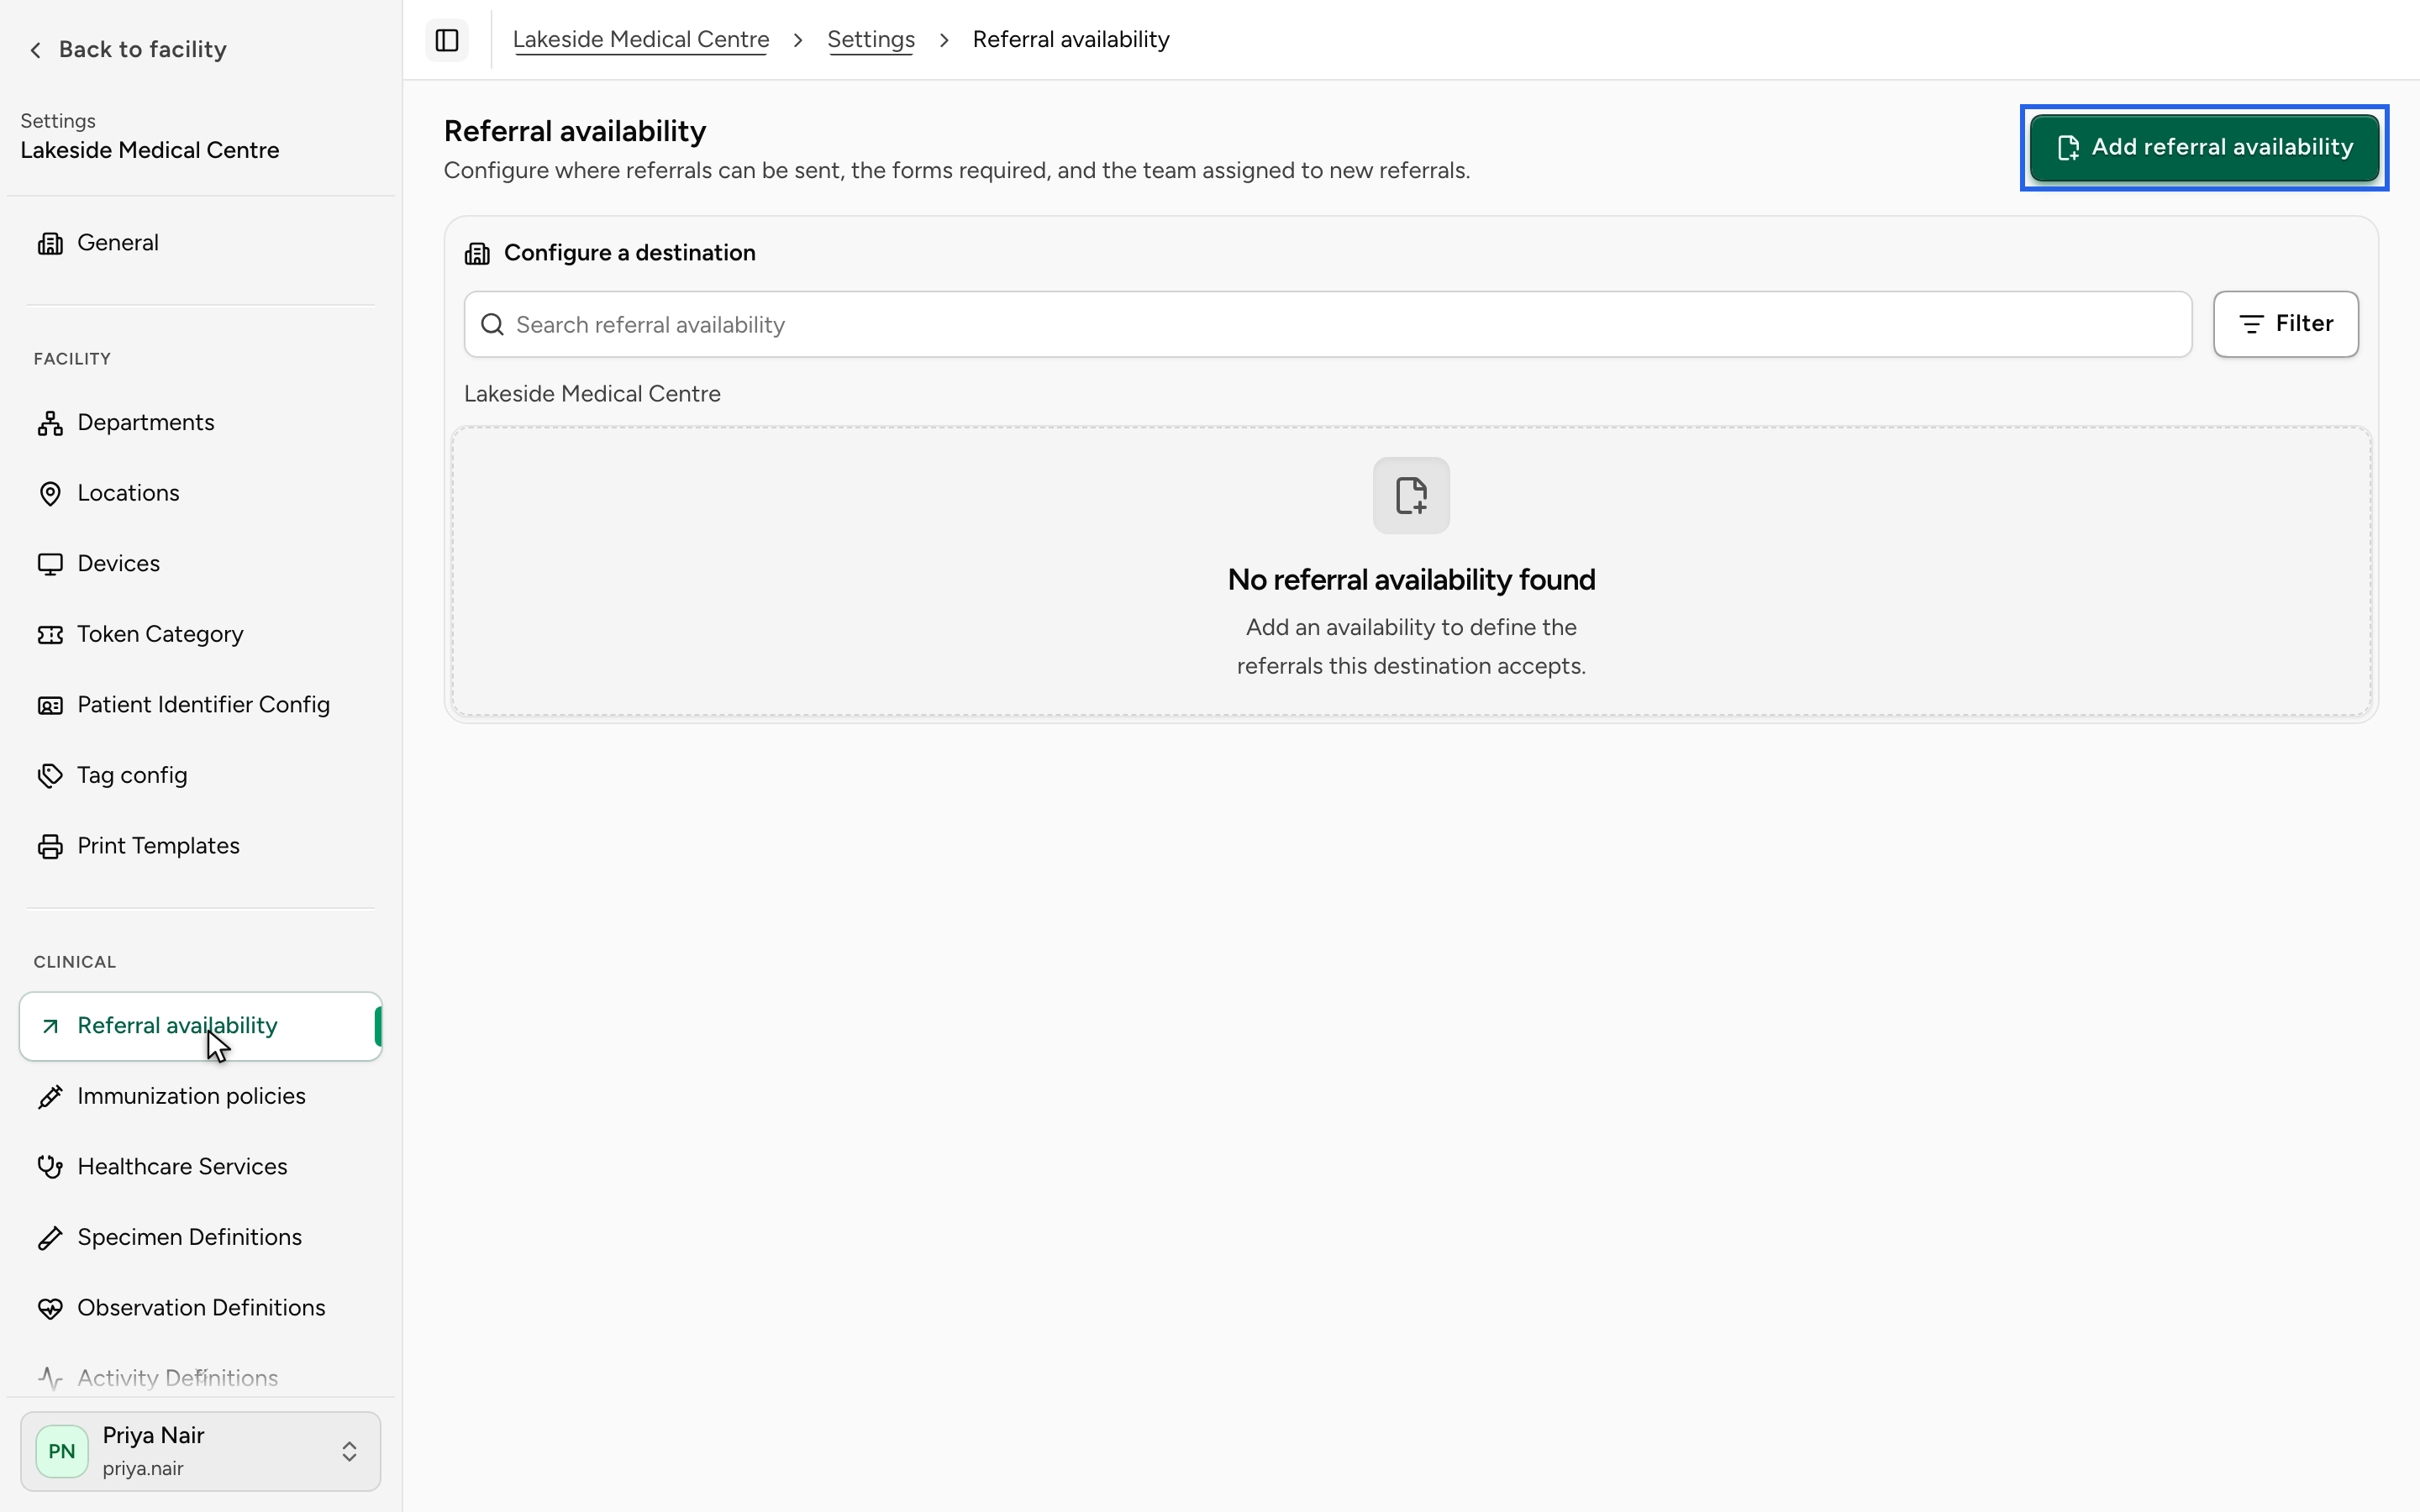 Back to facility
Settings
Lakeside Medical Centre
General
FACILITY
Departments
Locations
Devices
Token Category
Patient Identifier Config
Tag config
Print Templates
CLINICAL
Referral availability
Immunization policies
Healthcare Services
Specimen Definitions
Observation Definitions
Activity Definitions
PN
Priya Nair
priya.nair
Lakeside Medical Centre > Settings > Referral availability
Referral availability
Configure where referrals can be sent, the forms required, and the team assigned to new referrals.
Add referral availability
Configure a destination
Search referral availability
Filter
Lakeside Medical Centre
No referral availability found
Add an availability to define the
referrals this destination accepts.